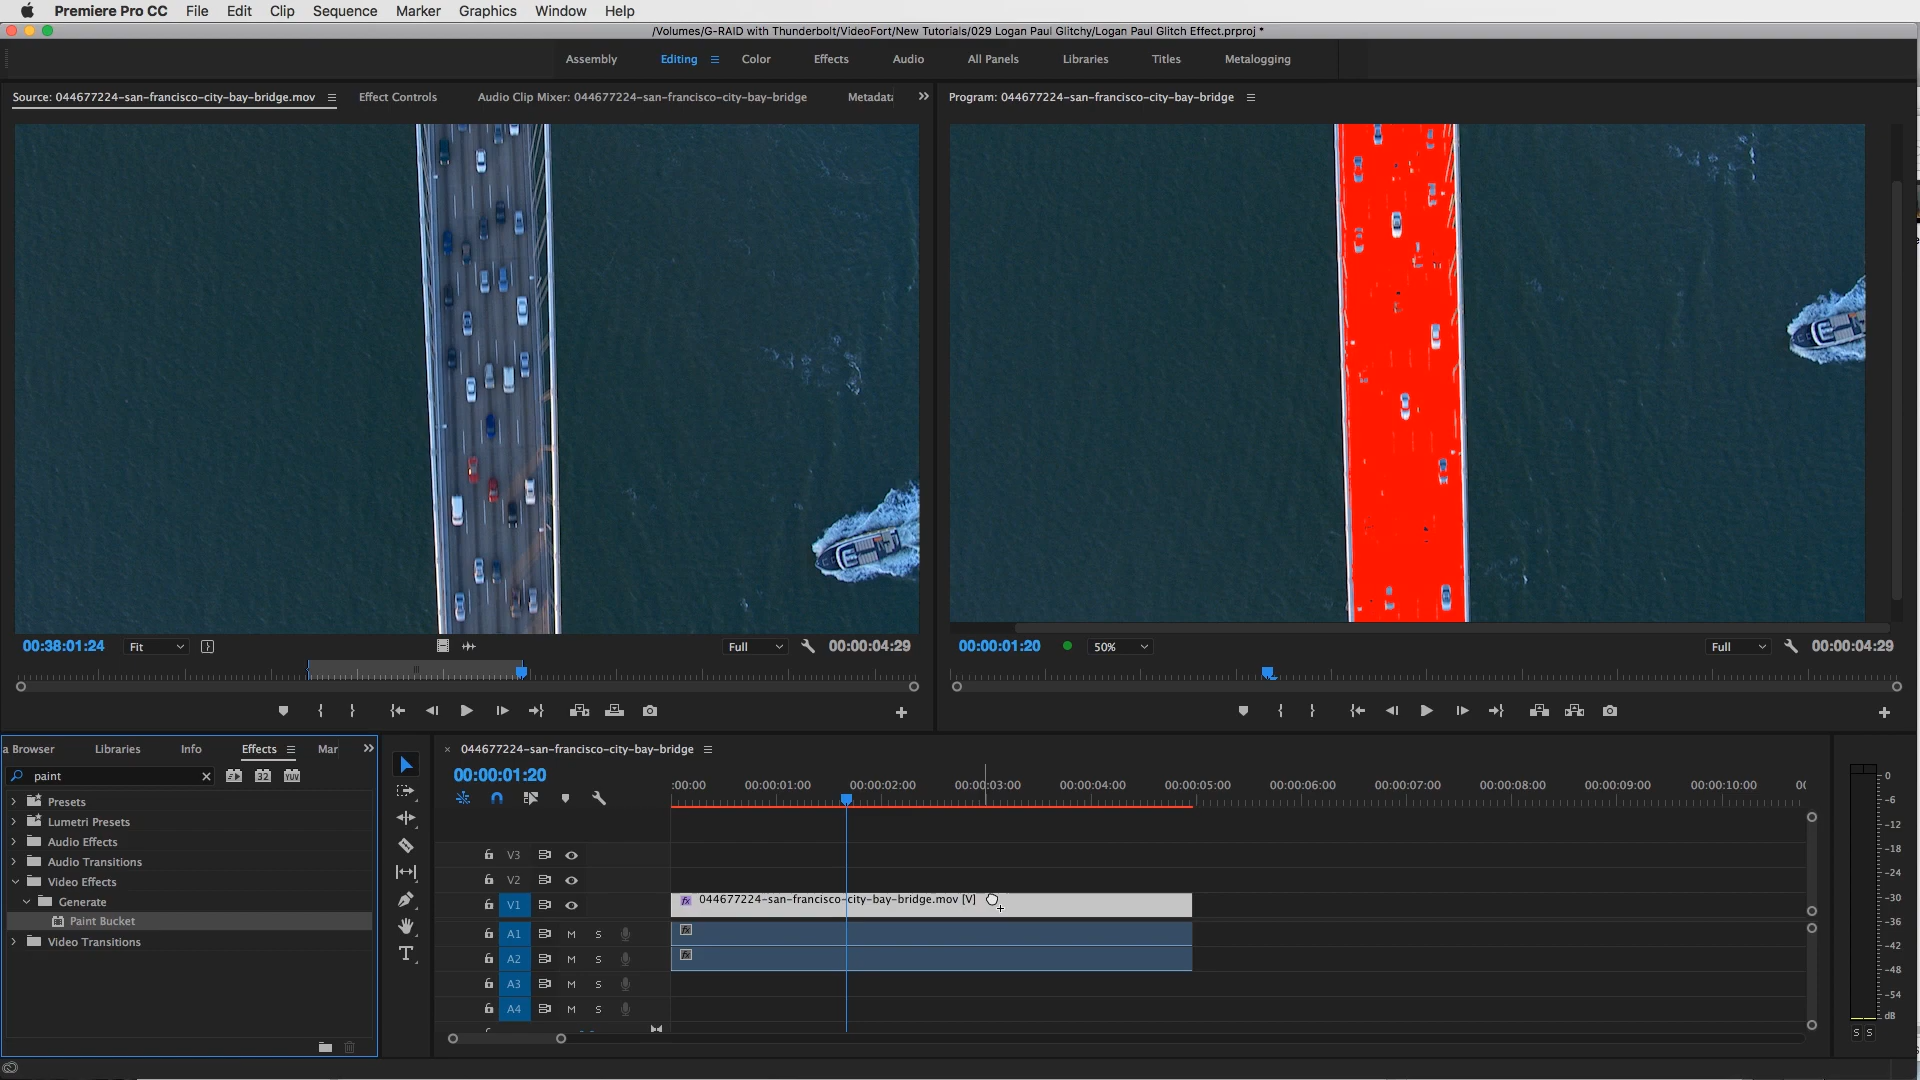 Premiere Pro CC File Edit Clip Sequence Marker Graphics Window Help
/Volumes/G-RAID with Thunderbolt/VideoFort/New Tutorials/029 Logan Paul Glitchy/Logan Paul Glitch Effect.prproj *
Assembly Editing Color Effects Audio All Panels Libraries Titles Metalogging
Source: 044677224-san-francisco-city-bay-bridge.mov Effect Controls Audio Clip Mixer: 044677224-san-francisco-city-bay-bridge Metadata
Program: 044677224-san-francisco-city-bay-bridge
00:38:01:24 Fit Full 00:00:04:29
00:00:01:20 50% Full 00:00:04:29
a Browser Libraries Info Effects Mar
paint
32 YUV
Presets
Lumetri Presets
Audio Effects
Audio Transitions
Video Effects
Generate
Paint Bucket
Video Transitions
044677224-san-francisco-city-bay-bridge
00:00:01:20
:00:00 00:00:01:00 00:00:02:00 00:00:03:00 00:00:04:00 00:00:05:00 00:00:06:00 00:00:07:00 00:00:08:00 00:00:09:00 00:00:10:00 00
V3
V2
V1 fx 044677224-san-francisco-city-bay-bridge.mov [V]
A1 M S fx
A2 M S fx
A3 M S
A4 M S
0
-6
-12
-18
-24
-30
-36
-42
-48
-54
dB
S S